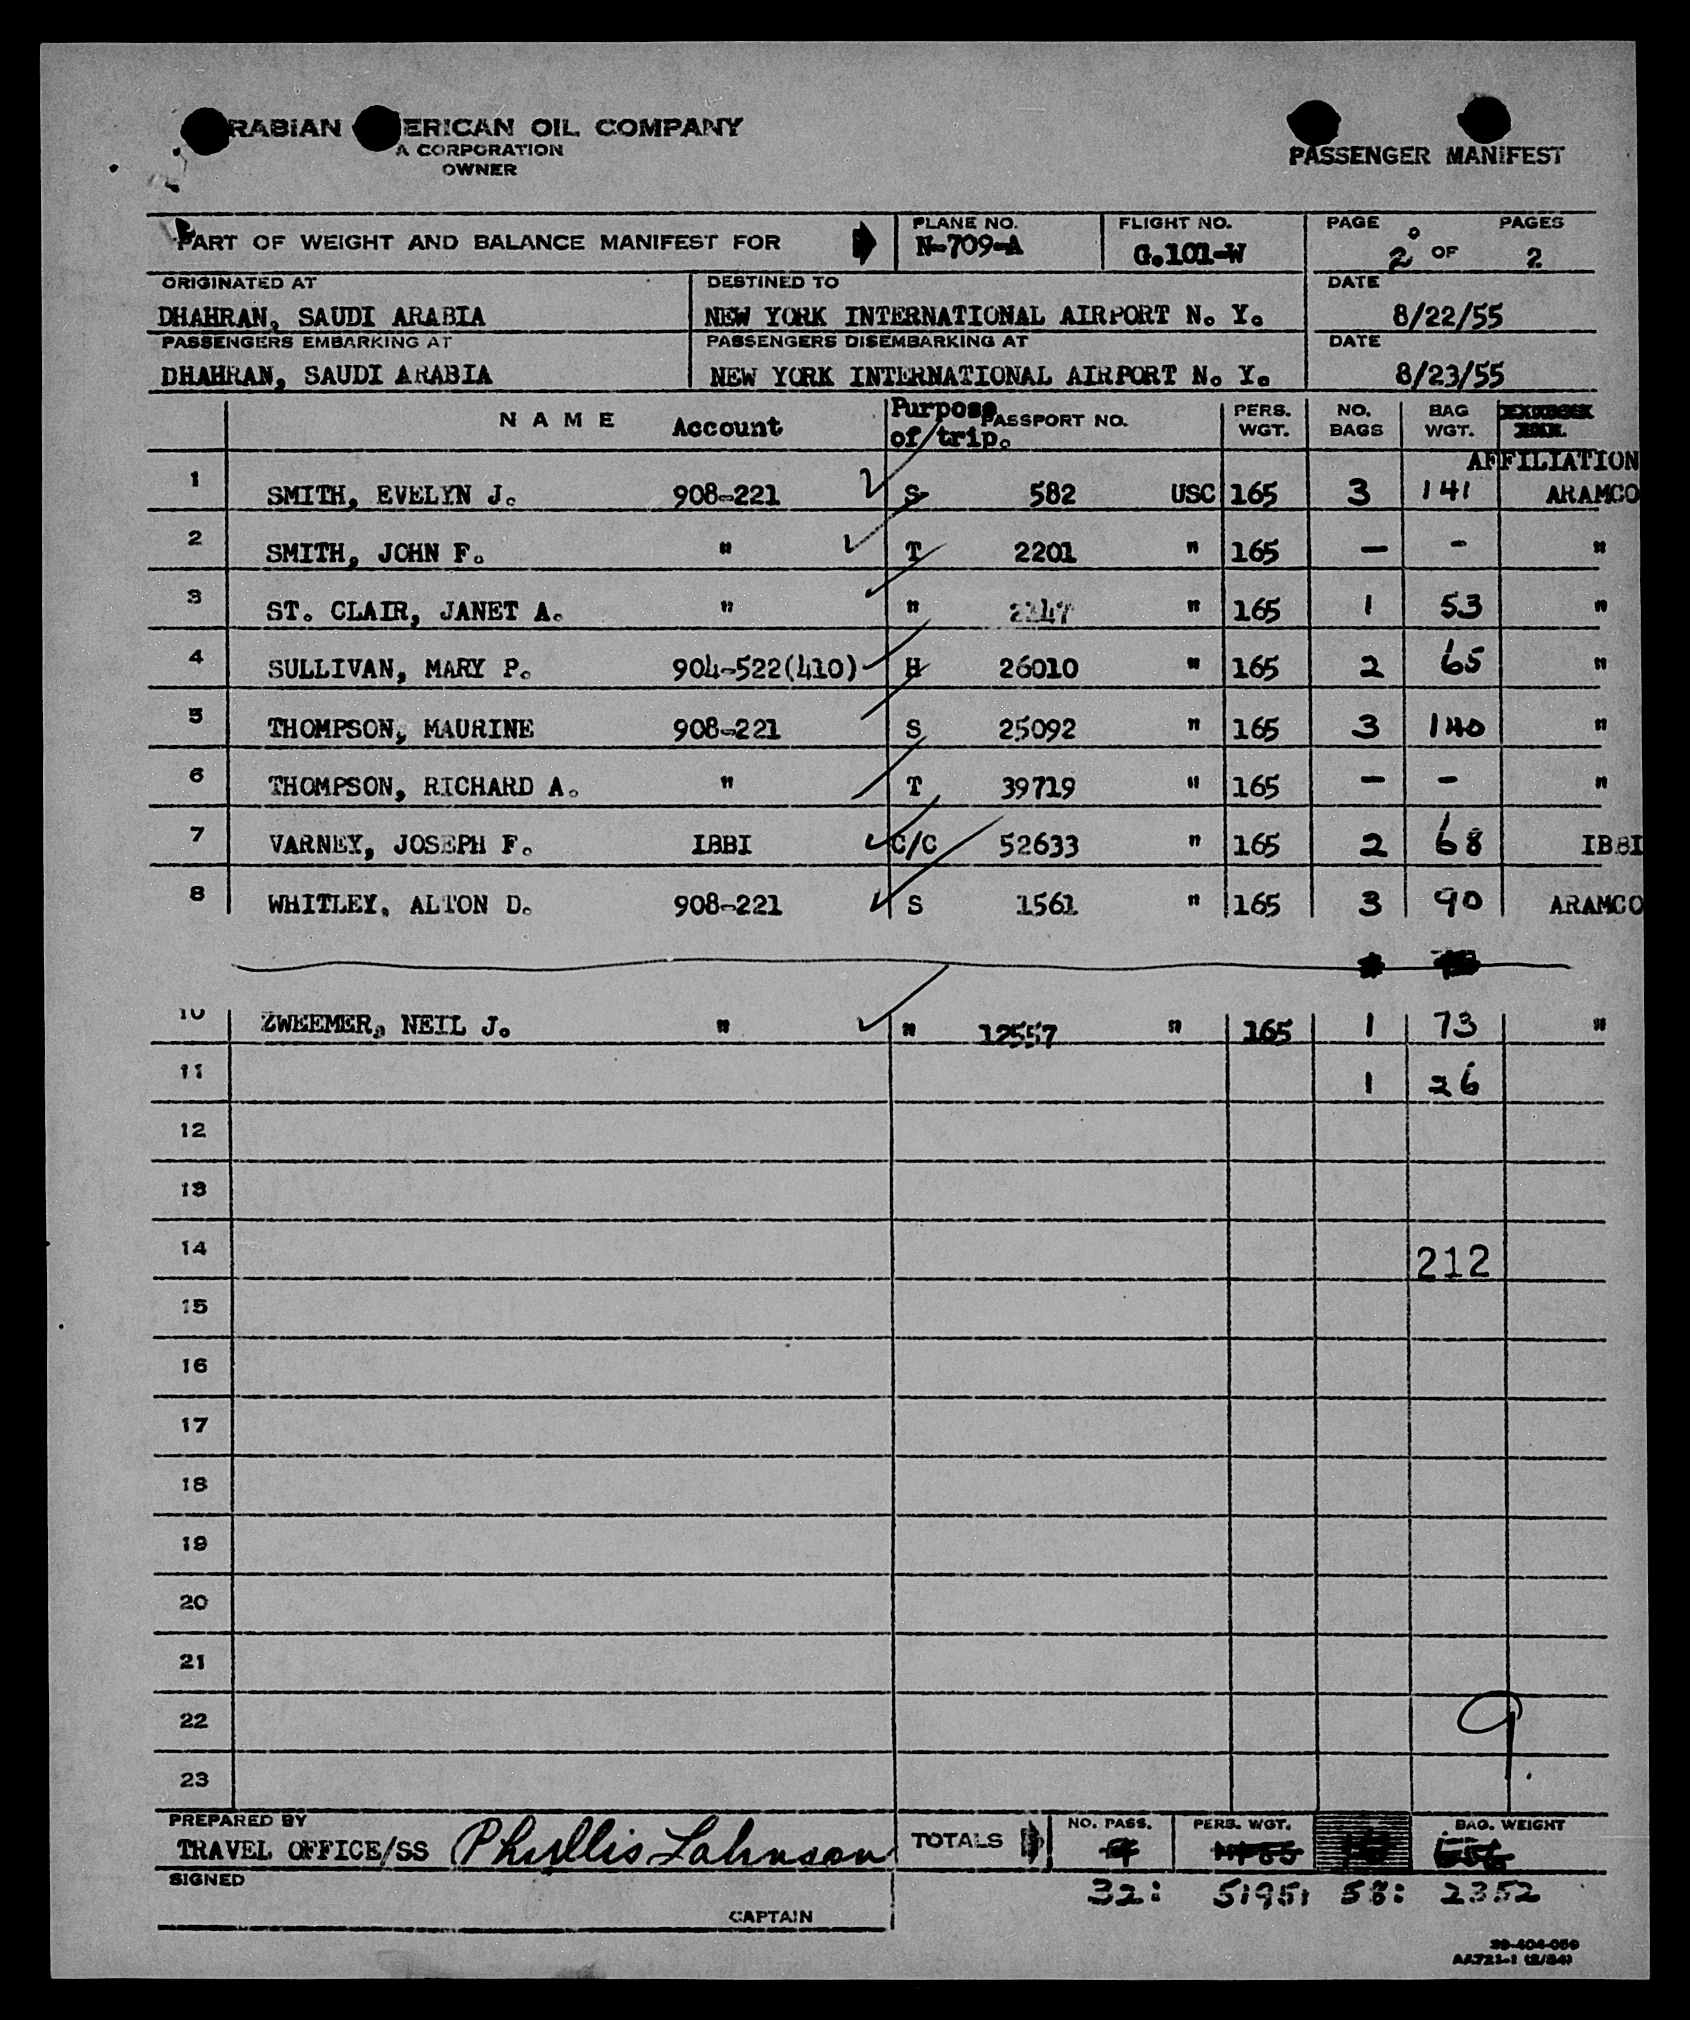 RABIAN ERICAN OIL COMPANY
A CORPORATION
OWNER
PASSENGER MANIFEST
PART OF WEIGHT AND BALANCE MANIFEST FOR
PLANE NO.
N-709-A
FLIGHT NO.
G.101-W
PAGE PAGES
2 OF 2
ORIGINATED AT
DHAHRAN, SAUDI ARABIA
DESTINED TO
NEW YORK INTERNATIONAL AIRPORT N. Y.
DATE
8/22/55
PASSENGERS EMBARKING AT
DHAHRAN, SAUDI ARABIA
PASSENGERS DISEMBARKING AT
NEW YORK INTERNATIONAL AIRPORT N. Y.
DATE
8/23/55
NAME Account Purpose of trip. PASSPORT NO. PERS. WGT. NO. BAGS BAG WGT. AFFILIATION
1 SMITH, EVELYN J. 908-221 S 582 USC 165 3 141 ARAMCO
2 SMITH, JOHN F. " T 2201 " 165 — - "
3 ST. CLAIR, JANET A. " " " 165 1 53 "
4 SULLIVAN, MARY P. 904-522(410) H 26010 " 165 2 65 "
5 THOMPSON, MAURINE 908-221 S 25092 " 165 3 140 "
6 THOMPSON, RICHARD A. " T 39719 " 165 — — "
7 VARNEY, JOSEPH F. IBBI C/C 52633 " 165 2 68 IBBI
8 WHITLEY, ALTON D. 908-221 S 1561 " 165 3 90 ARAMCO
10 ZWEEMER, NEIL J. " " 12557 " 165 1 73 "
11 1 26
12
13
14 212
15
16
17
18
19
20
21
22 9
23
PREPARED BY
TRAVEL OFFICE/SS Phyllis Johnson
TOTALS NO. PASS. PERS. WGT. BAG. WEIGHT
SIGNED
32: 5195 58: 2352
CAPTAIN